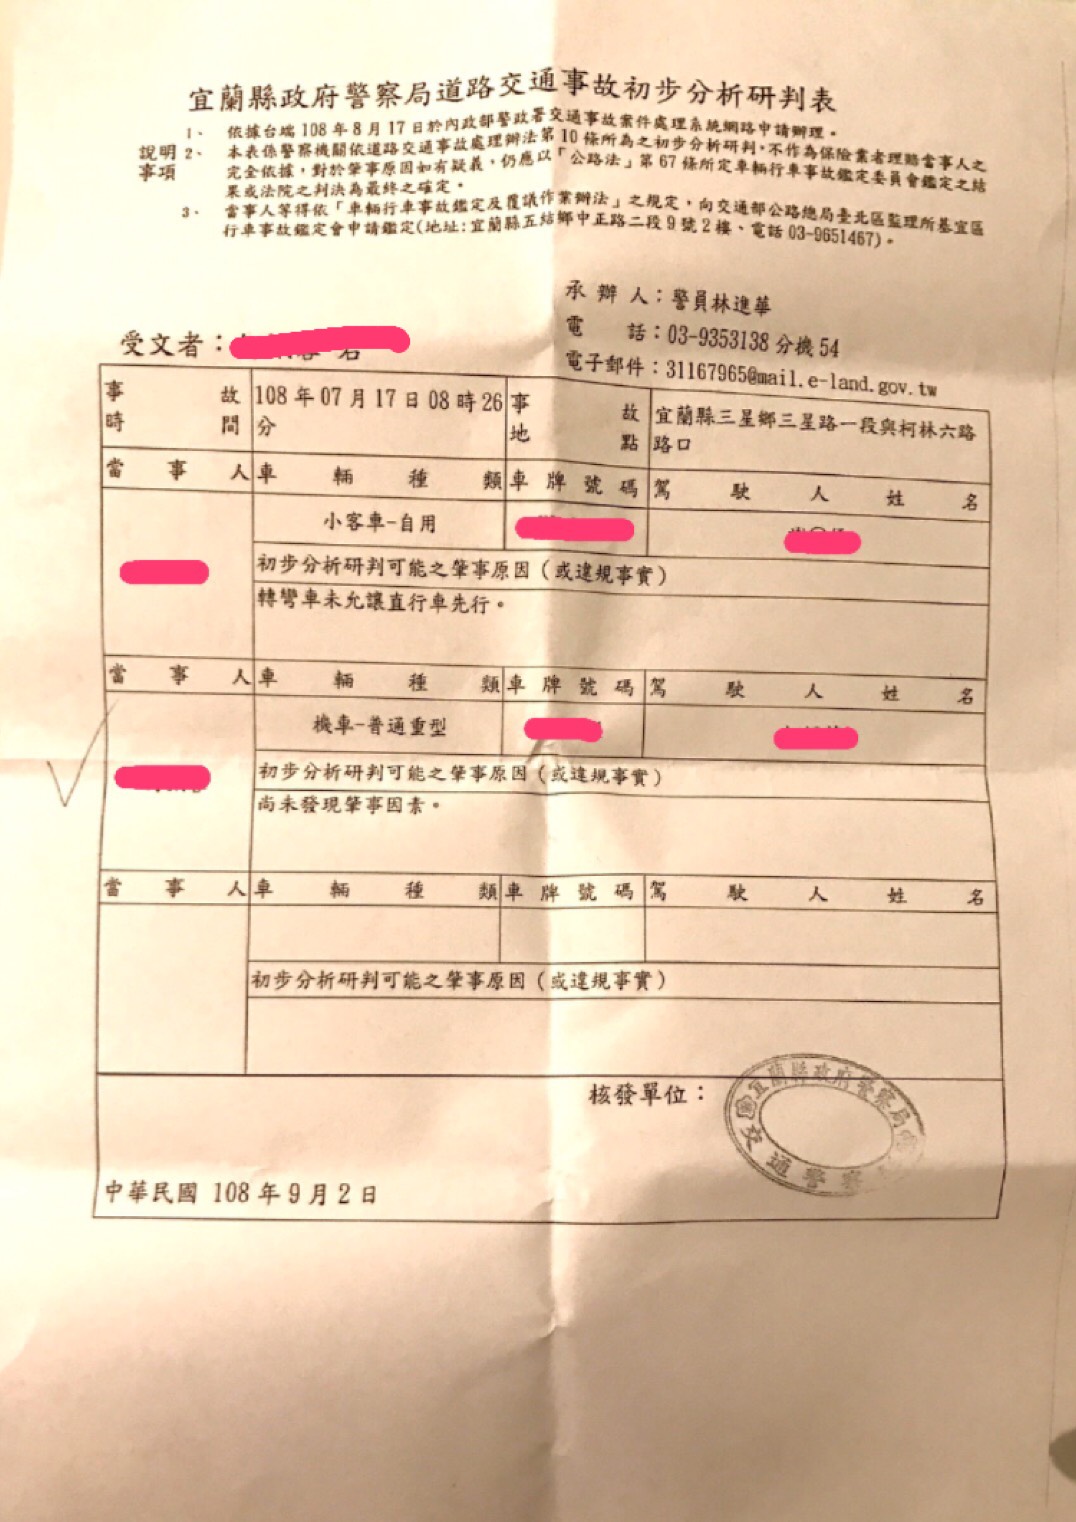 宜蘭縣政府警察局道路交通事故初步分析研判表
說明事項
1、 依據台端108年8月17日於內政部警政署交通事故案件處理系統網路申請辦理。
2、 本表係警察機關依道路交通事故處理辦法第10條所為之初步分析研判,不作為保險業者理賠當事人之
完全依據,對於肇事原因如有疑義,仍應以「公路法」第67條所定車輛行車事故鑑定委員會鑑定之結
果或法院之判決為最終之確定。
3、 當事人等得依「車輛行車事故鑑定及覆議作業辦法」之規定,向交通部公路總局臺北區監理所基宜區
行車事故鑑定會申請鑑定(地址:宜蘭縣五結鄉中正路二段9號2樓、電話03-9651467)。
承辦人:警員林進華
電 話:03-9353138分機54
電子郵件:31167965@mail.e-land.gov.tw
受文者: 君
事故時間 108年07月17日08時26分 事故地點 宜蘭縣三星鄉三星路一段與柯林六路路口
當事人 車輛種類 車牌號碼 駕駛人姓名
小客車-自用
初步分析研判可能之肇事原因(或違規事實)
轉彎車未允讓直行車先行。
當事人 車輛種類 車牌號碼 駕駛人姓名
機車-普通重型
初步分析研判可能之肇事原因(或違規事實)
尚未發現肇事因素。
當事人 車輛種類 車牌號碼 駕駛人姓名
初步分析研判可能之肇事原因(或違規事實)
核發單位:
宜蘭縣政府警察局
交通警察
中華民國 108年9月2日